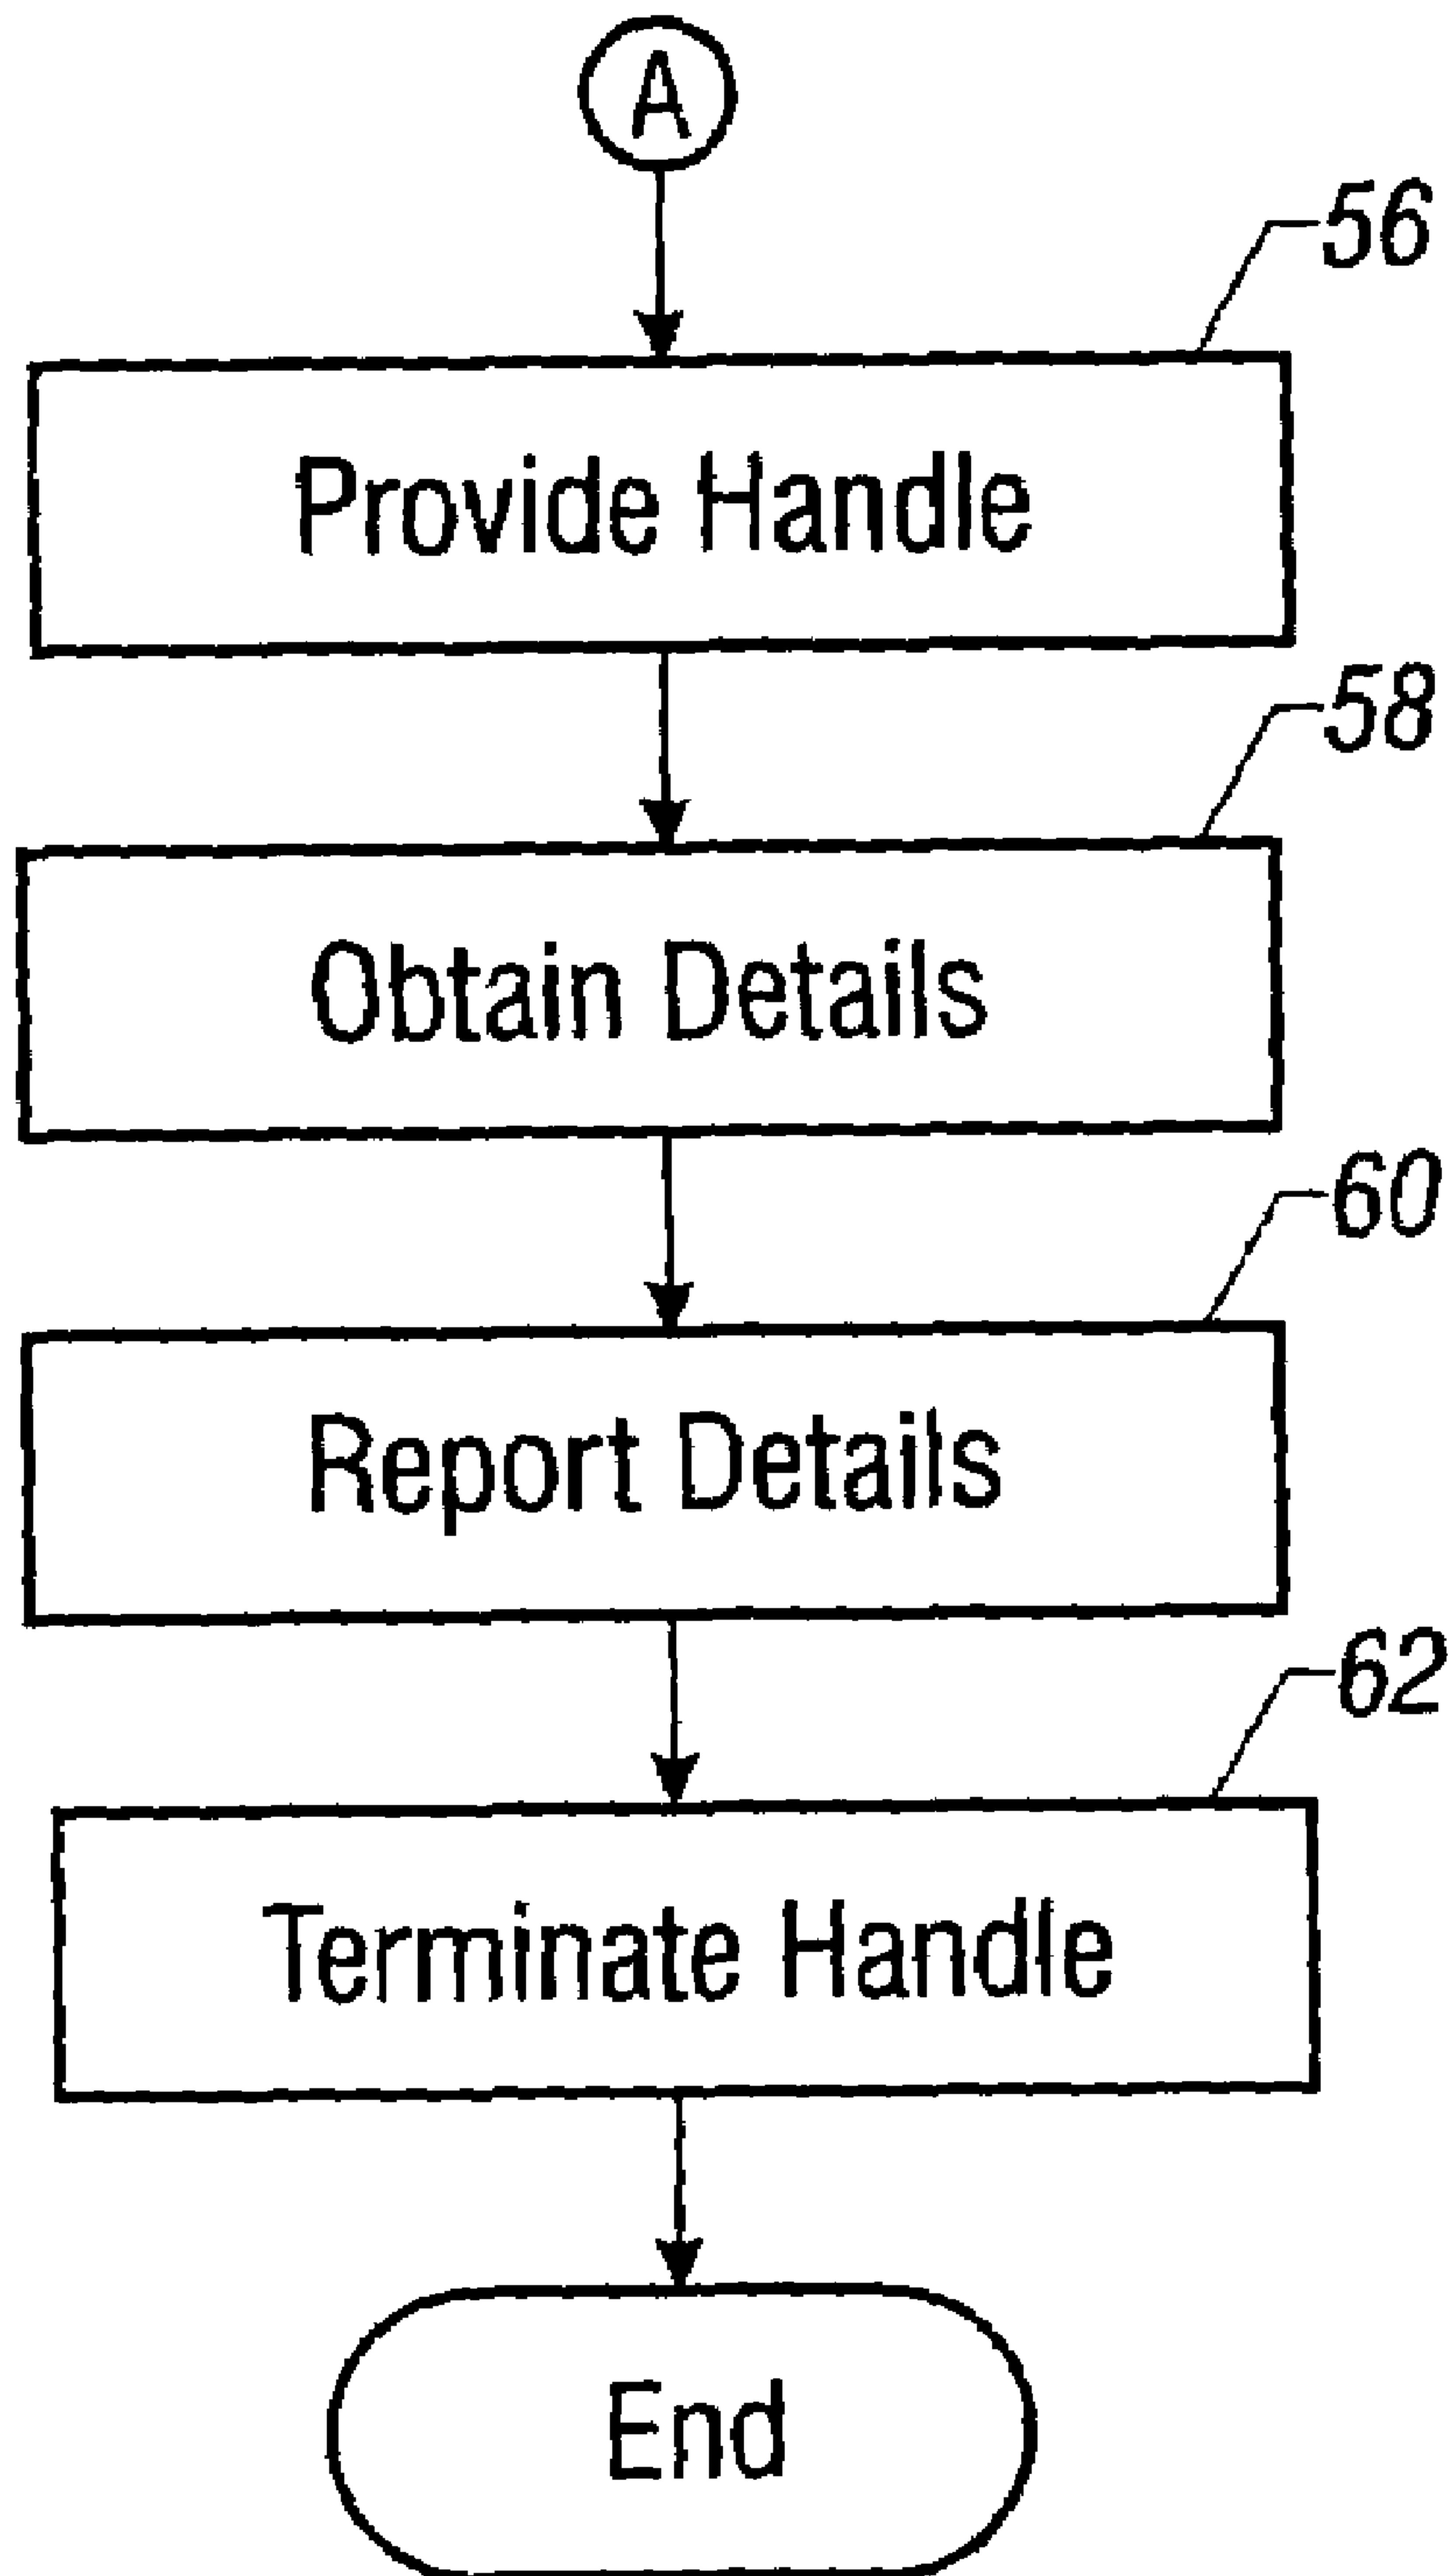 A
56
Provide Handle
58
Obtain Details
60
Report Details
62
Terminate Handle
End